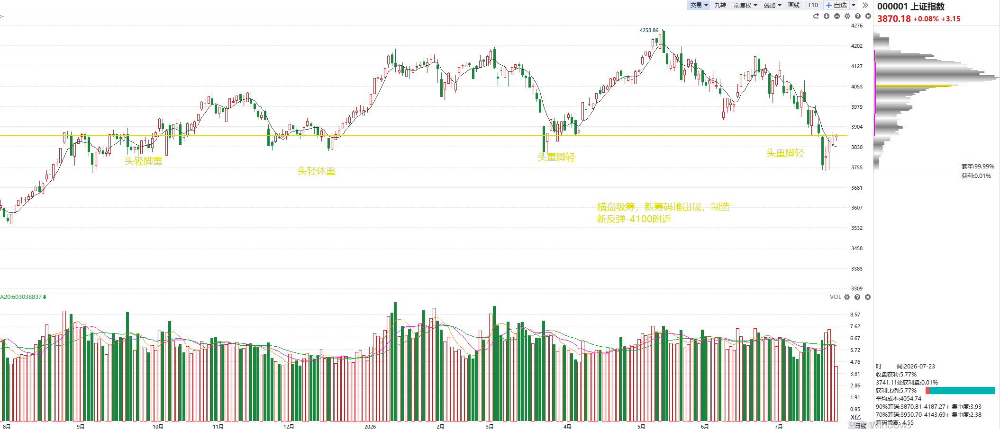 交易 九转 前复权 叠加 画线 F10 +自选
000001 上证指数
3870.18 +0.08% +3.15
:-
4276
4258.86
4202
4127
4053
3979
3904
3830
3755
3681
3607
3532
3458
3383
3309
头轻脚重
头轻体重
头重脚轻
头重脚轻
横盘吸筹，新筹码堆出现，制造
新反弹-4100附近
套牢:99.99%
获利:0.01%
A20:603038837
VOL
8.57
7.62
6.67
5.72
4.76
3.81
2.86
1.91
0.95
X亿
时 间:2026-07-23
收盘获利:5.77%
3741.11处获利盘:0.01%
获利比例:5.77%
平均成本:4054.74
90%筹码:3870.81-4187.27+ 集中度:3.93
70%筹码:3950.70-4143.69+ 集中度:2.38
筹码乖离:-4.55
8月 9月 10月 11月 12月 2026 2月 3月 4月 5月 6月 7月 日线
激活 Windows